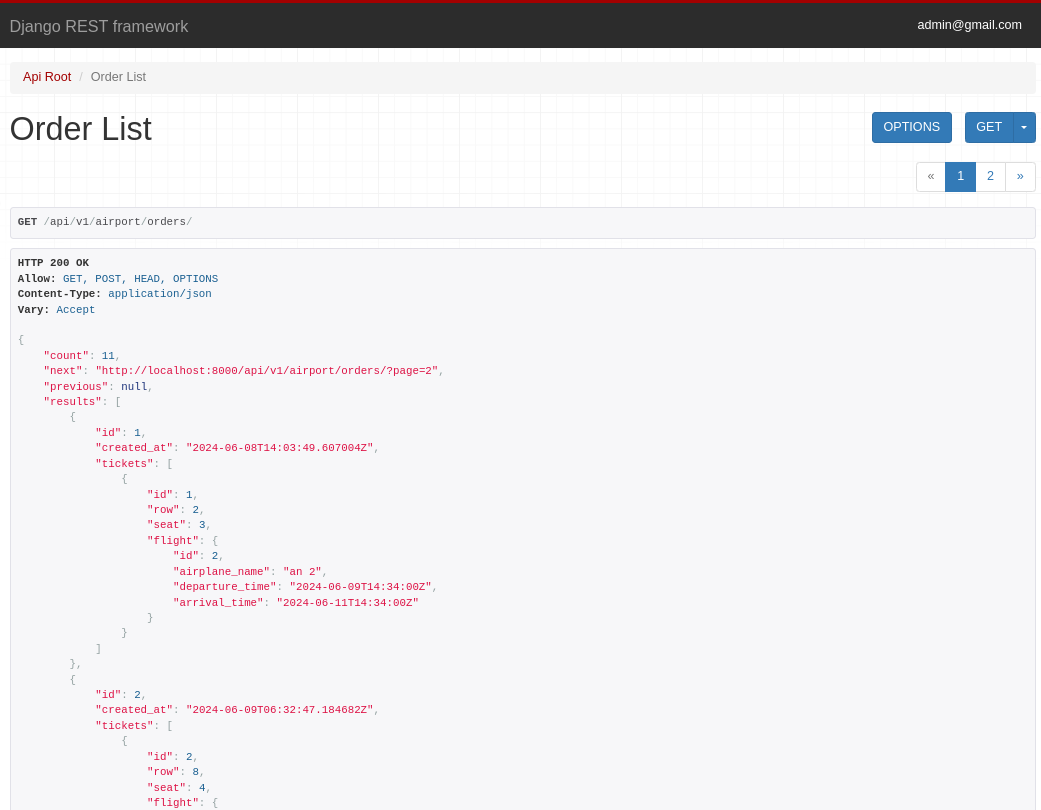 Django REST framework
admin@gmail.com
Api Root / Order List
Order List
OPTIONS
GET
« 1 2 »
GET /api/v1/airport/orders/
HTTP 200 OK
Allow: GET, POST, HEAD, OPTIONS
Content-Type: application/json
Vary: Accept
{
    "count": 11,
    "next": "http://localhost:8000/api/v1/airport/orders/?page=2",
    "previous": null,
    "results": [
        {
            "id": 1,
            "created_at": "2024-06-08T14:03:49.607004Z",
            "tickets": [
                {
                    "id": 1,
                    "row": 2,
                    "seat": 3,
                    "flight": {
                        "id": 2,
                        "airplane_name": "an 2",
                        "departure_time": "2024-06-09T14:34:00Z",
                        "arrival_time": "2024-06-11T14:34:00Z"
                    }
                }
            ]
        },
        {
            "id": 2,
            "created_at": "2024-06-09T06:32:47.184682Z",
            "tickets": [
                {
                    "id": 2,
                    "row": 8,
                    "seat": 4,
                    "flight": {